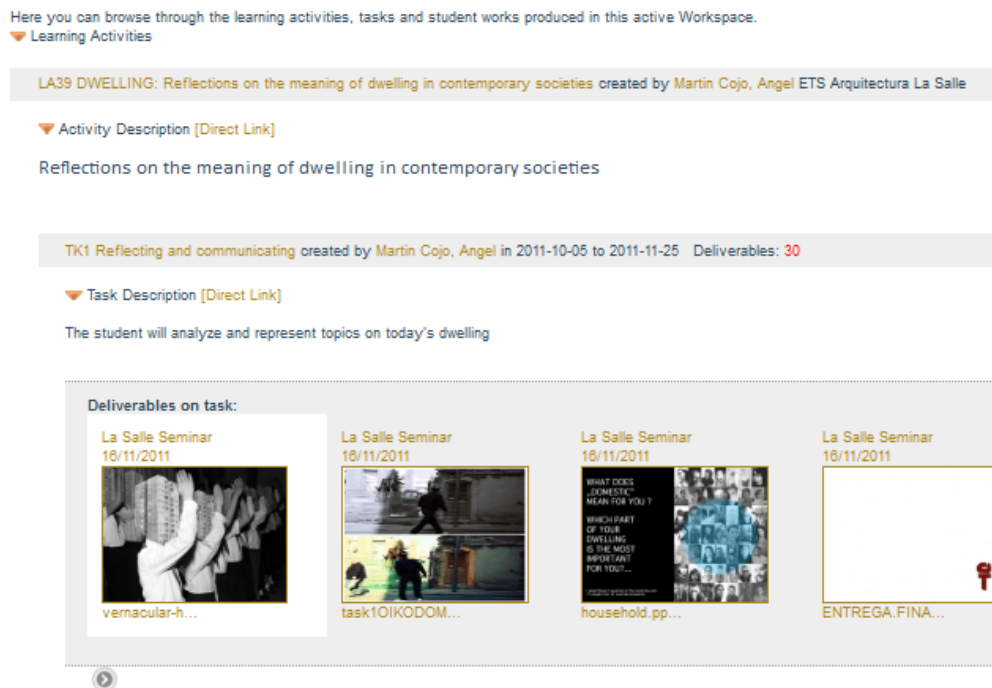 Here you can browse through the learning activities, tasks and student works produced in this active Workspace.
Learning Activities
LA39 DWELLING: Reflections on the meaning of dwelling in contemporary societies created by Martin Cojo, Angel ETS Arquitectura La Salle
Activity Description [Direct Link]
Reflections on the meaning of dwelling in contemporary societies
TK1 Reflecting and communicating created by Martin Cojo, Angel in 2011-10-05 to 2011-11-25 Deliverables: 30
Task Description [Direct Link]
The student will analyze and represent topics on today's dwelling
Deliverables on task:
La Salle Seminar
16/11/2011
vernacular-h...
La Salle Seminar
16/11/2011
task1OIKODOM...
La Salle Seminar
16/11/2011
WHAT DOES
„DOMESTIC"
MEAN FOR YOU ?
WHICH PART
OF YOUR
DWELLING
IS THE MOST
IMPORTANT
FOR YOU?...
household.pp...
La Salle Seminar
16/11/2011
ENTREGA.FINA...